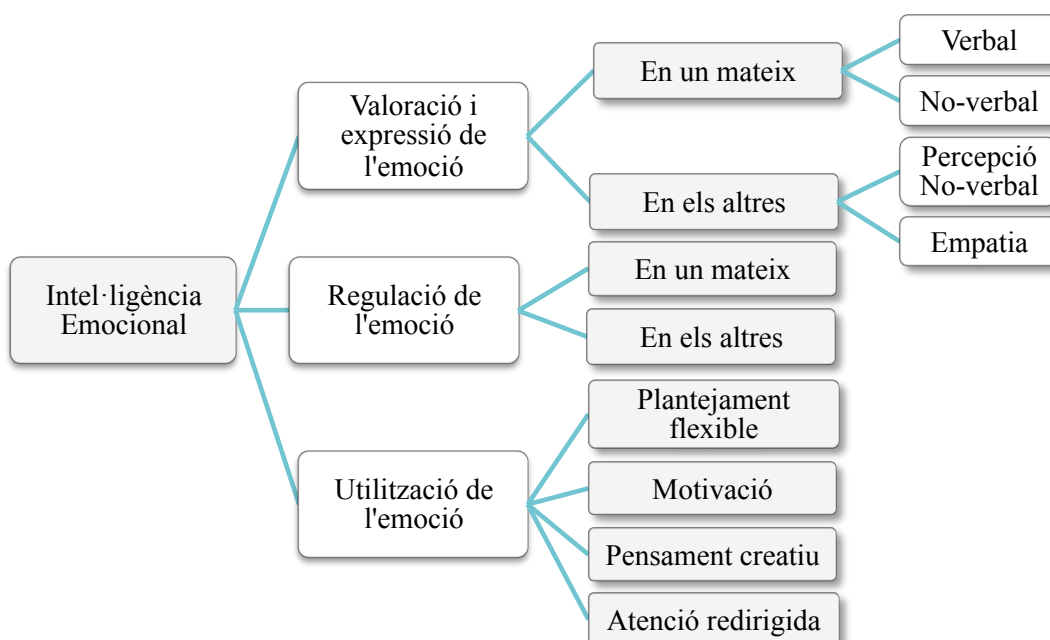 Intel·ligència
Emocional
Valoració i
expressió de
l'emoció
En un mateix
Verbal
No-verbal
En els altres
Percepció
No-verbal
Empatia
Regulació de
l'emoció
En un mateix
En els altres
Utilització de
l'emoció
Plantejament
flexible
Motivació
Pensament creatiu
Atenció redirigida